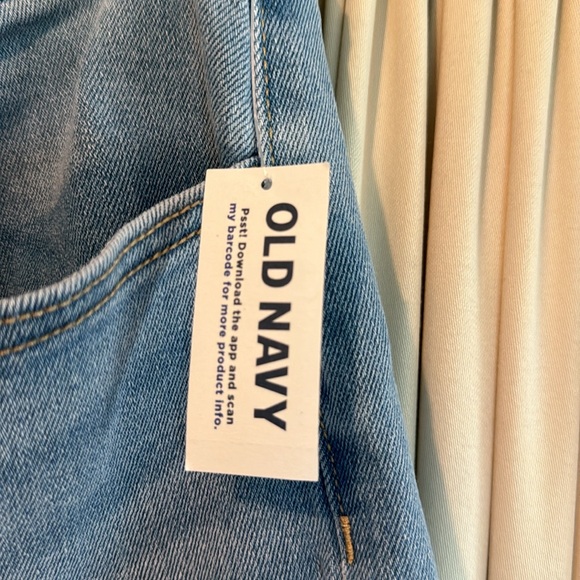 OLD NAVY
Psst! Download the app and scan
my barcode for more product info.